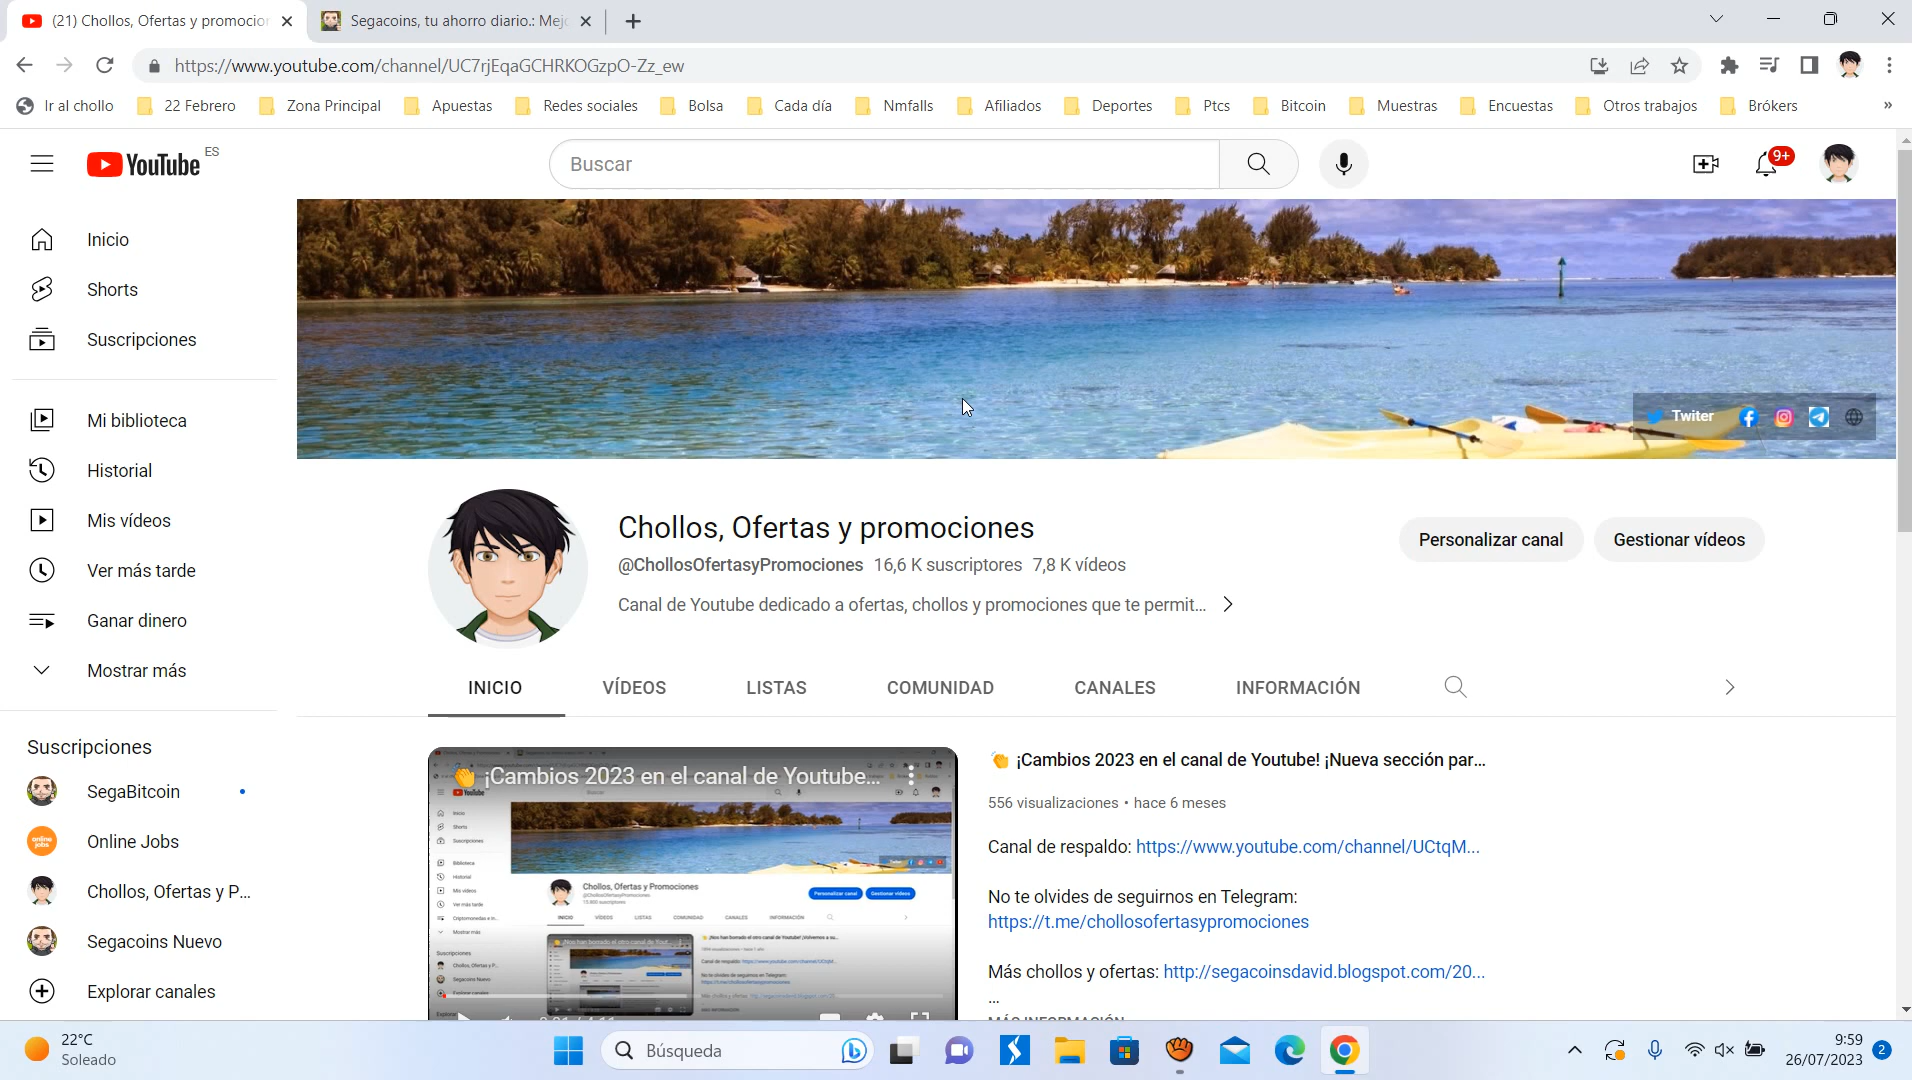 (21) Chollos, Ofertas y promocior
Segacoins, tu ahorro diario.: Mejo
https://www.youtube.com/channel/UC7rjEqaGCHRKOGzpO-Zz_ew
Ir al chollo
22 Febrero
Zona Principal
Apuestas
Redes sociales
Bolsa
Cada día
Nmfalls
Afiliados
Deportes
Ptcs
Bitcoin
Muestras
Encuestas
Otros trabajos
Brókers
»
YouTube ES
Buscar
9+
Inicio
Shorts
Suscripciones
Mi biblioteca
Historial
Mis vídeos
Ver más tarde
Ganar dinero
Mostrar más
Suscripciones
SegaBitcoin
Online Jobs
Chollos, Ofertas y P...
Segacoins Nuevo
Explorar canales
Twiter
Chollos, Ofertas y promociones
@ChollosOfertasyPromociones 16,6 K suscriptores 7,8 K vídeos
Canal de Youtube dedicado a ofertas, chollos y promociones que te permit...
Personalizar canal
Gestionar vídeos
INICIO
VÍDEOS
LISTAS
COMUNIDAD
CANALES
INFORMACIÓN
¡Cambios 2023 en el canal de Youtube...
Chollos, Ofertas y Promociones
¡Cambios 2023 en el canal de Youtube! ¡Nueva sección par...
556 visualizaciones • hace 6 meses
Canal de respaldo: https://www.youtube.com/channel/UCtqM...
No te olvides de seguirnos en Telegram:
https://t.me/chollosofertasypromociones
Más chollos y ofertas: http://segacoinsdavid.blogspot.com/20...
...
MÁS INFORMACIÓN
22°C
Soleado
Búsqueda
9:59
26/07/2023
2